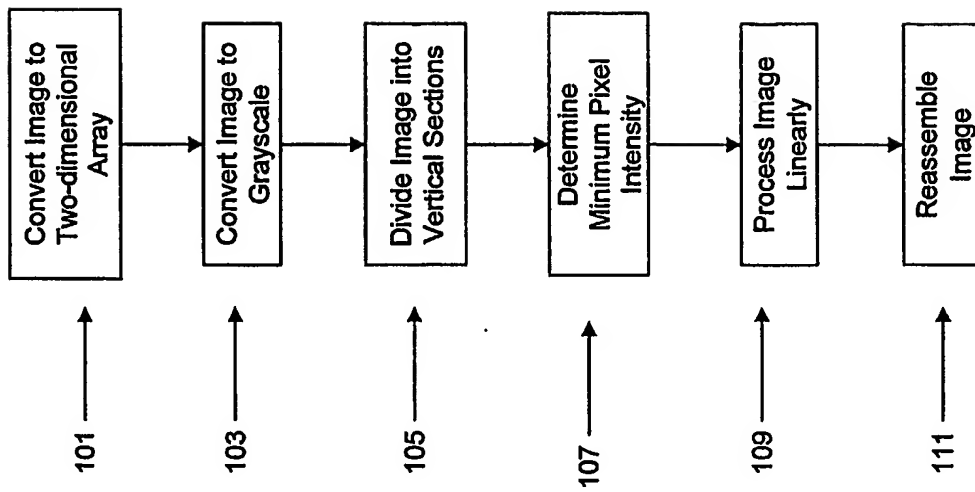 101
Convert Image to
Two-dimensional
Array
103
Convert Image to
Grayscale
105
Divide Image into
Vertical Sections
107
Determine
Minimum Pixel
Intensity
109
Process Image
Linearly
111
Reassemble
Image